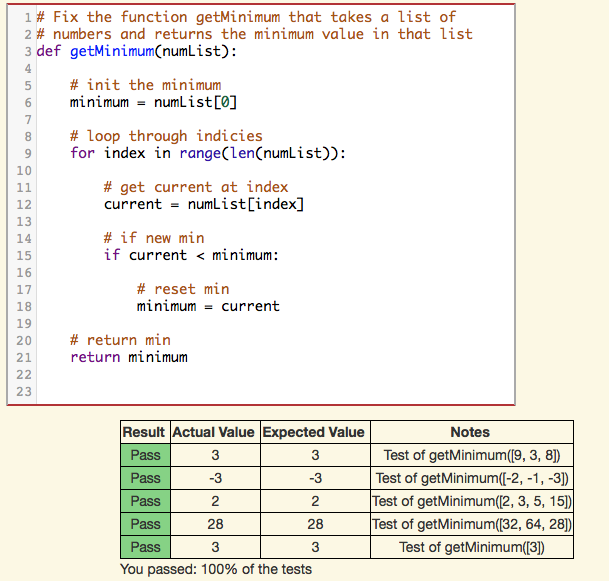 1 # Fix the function getMinimum that takes a list of
2 # numbers and returns the minimum value in that list
3 def getMinimum(numList):
4
5     # init the minimum
6     minimum = numList[0]
7
8     # loop through indicies
9     for index in range(len(numList)):
10
11         # get current at index
12         current = numList[index]
13
14         # if new min
15         if current < minimum:
16
17             # reset min
18             minimum = current
19
20     # return min
21     return minimum
22
23
Result Actual Value Expected Value Notes
Pass 3 3 Test of getMinimum([9, 3, 8])
Pass -3 -3 Test of getMinimum([-2, -1, -3])
Pass 2 2 Test of getMinimum([2, 3, 5, 15])
Pass 28 28 Test of getMinimum([32, 64, 28])
Pass 3 3 Test of getMinimum([3])
You passed: 100% of the tests